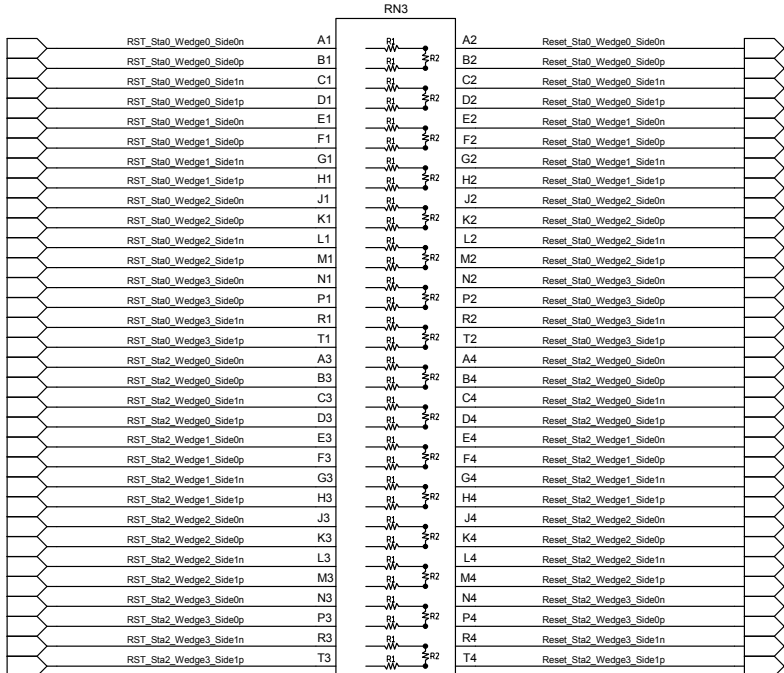 RN3
RST_Sta0_Wedge0_Side0n A1 R1 A2 Reset_Sta0_Wedge0_Side0n
RST_Sta0_Wedge0_Side0p B1 R1 R2 B2 Reset_Sta0_Wedge0_Side0p
RST_Sta0_Wedge0_Side1n C1 R1 C2 Reset_Sta0_Wedge0_Side1n
RST_Sta0_Wedge0_Side1p D1 R1 R2 D2 Reset_Sta0_Wedge0_Side1p
RST_Sta0_Wedge1_Side0n E1 R1 E2 Reset_Sta0_Wedge1_Side0n
RST_Sta0_Wedge1_Side0p F1 R1 R2 F2 Reset_Sta0_Wedge1_Side0p
RST_Sta0_Wedge1_Side1n G1 R1 G2 Reset_Sta0_Wedge1_Side1n
RST_Sta0_Wedge1_Side1p H1 R1 R2 H2 Reset_Sta0_Wedge1_Side1p
RST_Sta0_Wedge2_Side0n J1 R1 J2 Reset_Sta0_Wedge2_Side0n
RST_Sta0_Wedge2_Side0p K1 R1 R2 K2 Reset_Sta0_Wedge2_Side0p
RST_Sta0_Wedge2_Side1n L1 R1 L2 Reset_Sta0_Wedge2_Side1n
RST_Sta0_Wedge2_Side1p M1 R1 R2 M2 Reset_Sta0_Wedge2_Side1p
RST_Sta0_Wedge3_Side0n N1 R1 N2 Reset_Sta0_Wedge3_Side0n
RST_Sta0_Wedge3_Side0p P1 R1 R2 P2 Reset_Sta0_Wedge3_Side0p
RST_Sta0_Wedge3_Side1n R1 R1 R2 Reset_Sta0_Wedge3_Side1n
RST_Sta0_Wedge3_Side1p T1 R1 R2 T2 Reset_Sta0_Wedge3_Side1p
RST_Sta2_Wedge0_Side0n A3 R1 A4 Reset_Sta2_Wedge0_Side0n
RST_Sta2_Wedge0_Side0p B3 R1 R2 B4 Reset_Sta2_Wedge0_Side0p
RST_Sta2_Wedge0_Side1n C3 R1 C4 Reset_Sta2_Wedge0_Side1n
RST_Sta2_Wedge0_Side1p D3 R1 R2 D4 Reset_Sta2_Wedge0_Side1p
RST_Sta2_Wedge1_Side0n E3 R1 E4 Reset_Sta2_Wedge1_Side0n
RST_Sta2_Wedge1_Side0p F3 R1 R2 F4 Reset_Sta2_Wedge1_Side0p
RST_Sta2_Wedge1_Side1n G3 R1 G4 Reset_Sta2_Wedge1_Side1n
RST_Sta2_Wedge1_Side1p H3 R1 R2 H4 Reset_Sta2_Wedge1_Side1p
RST_Sta2_Wedge2_Side0n J3 R1 J4 Reset_Sta2_Wedge2_Side0n
RST_Sta2_Wedge2_Side0p K3 R1 R2 K4 Reset_Sta2_Wedge2_Side0p
RST_Sta2_Wedge2_Side1n L3 R1 L4 Reset_Sta2_Wedge2_Side1n
RST_Sta2_Wedge2_Side1p M3 R1 R2 M4 Reset_Sta2_Wedge2_Side1p
RST_Sta2_Wedge3_Side0n N3 R1 N4 Reset_Sta2_Wedge3_Side0n
RST_Sta2_Wedge3_Side0p P3 R1 R2 P4 Reset_Sta2_Wedge3_Side0p
RST_Sta2_Wedge3_Side1n R3 R1 R4 Reset_Sta2_Wedge3_Side1n
RST_Sta2_Wedge3_Side1p T3 R1 R2 T4 Reset_Sta2_Wedge3_Side1p